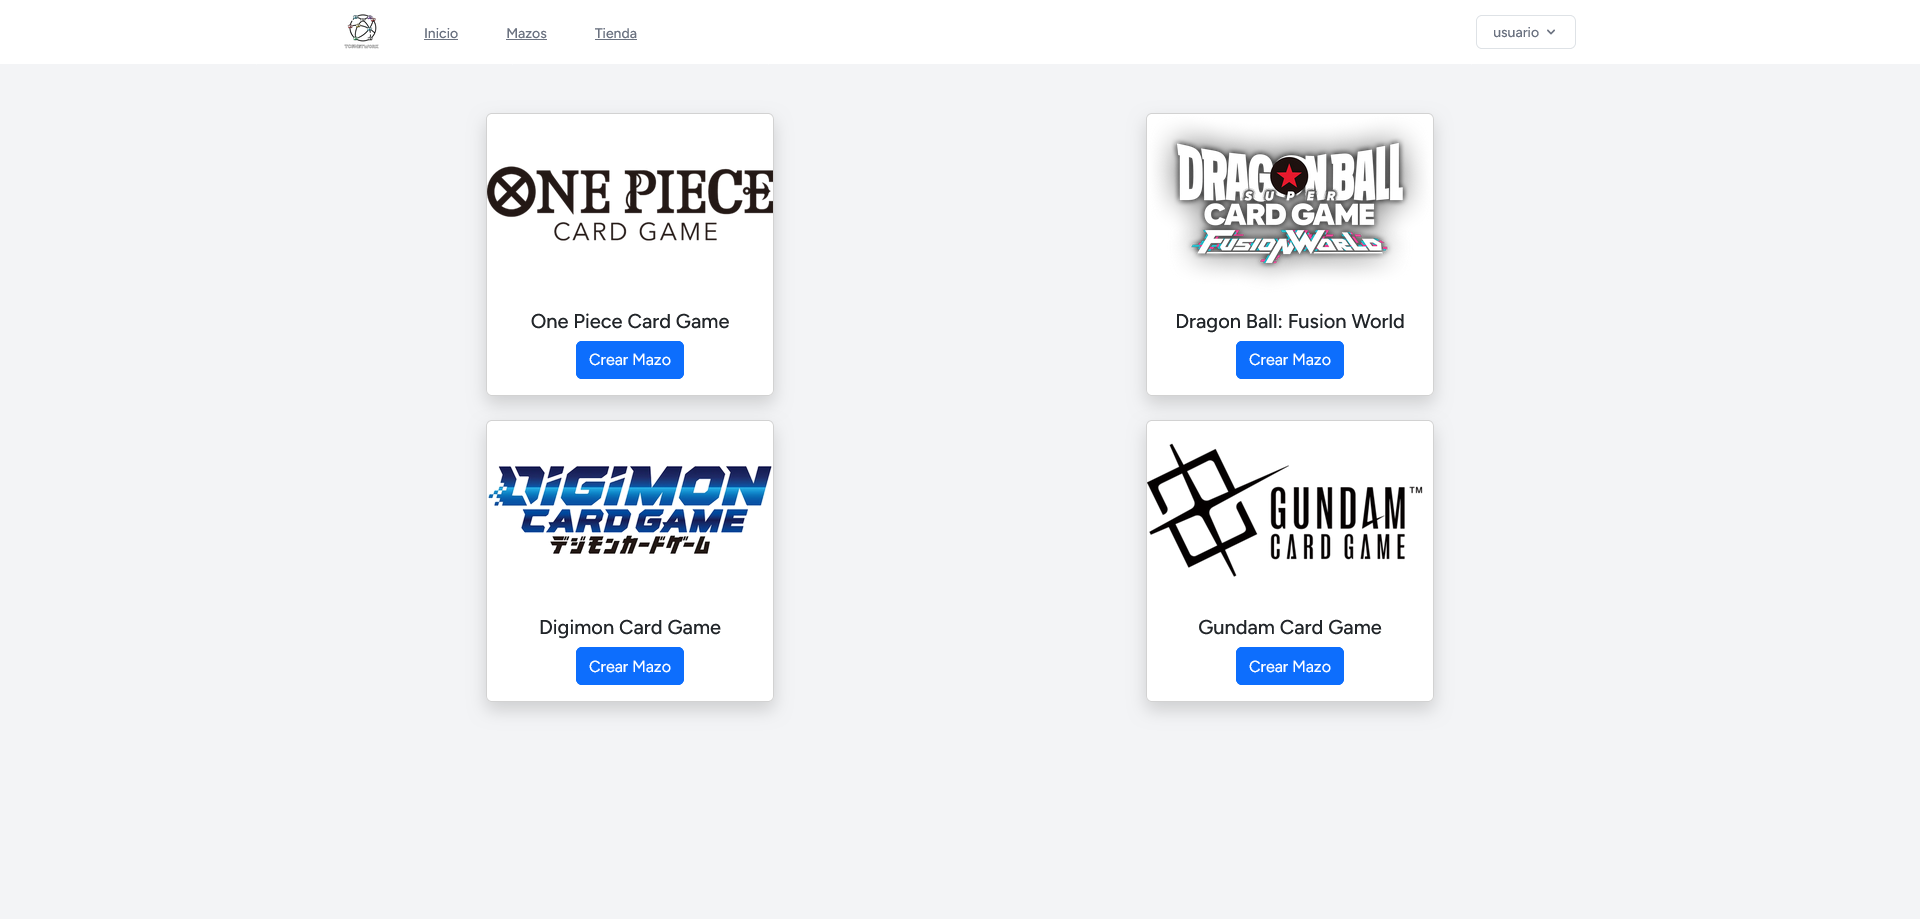 Inicio
Mazos
Tienda
usuario
ONE PIECE
CARD GAME
One Piece Card Game
Crear Mazo
DRAGON BALL
SUPER
CARD GAME
FUSION WORLD
Dragon Ball: Fusion World
Crear Mazo
DIGIMON
CARD GAME
デジモンカードゲーム
Digimon Card Game
Crear Mazo
GUNDAM™
CARD GAME
Gundam Card Game
Crear Mazo